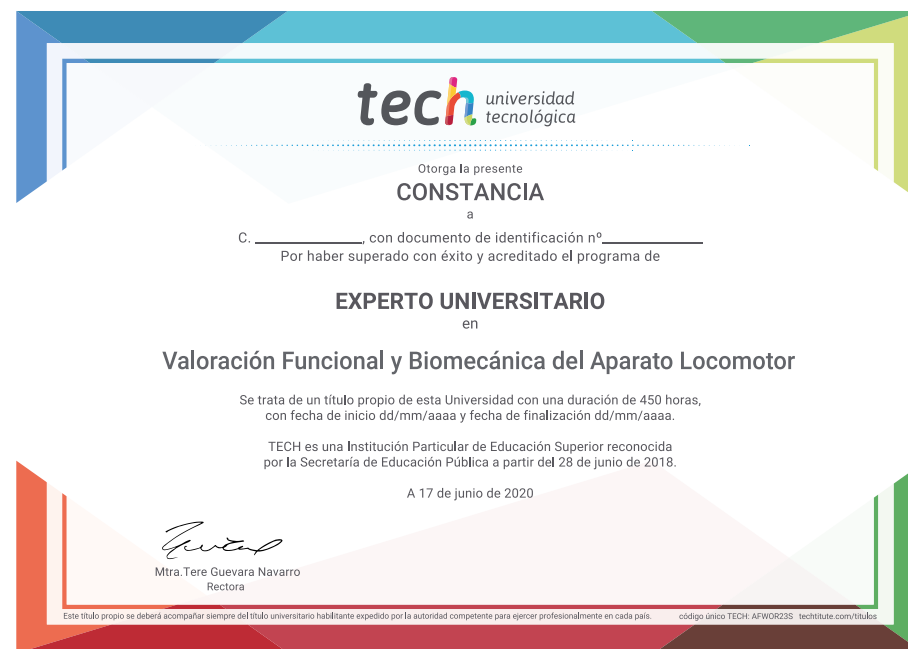 tech universidad
tecnológica
Otorga la presente
CONSTANCIA
a
C. ______________, con documento de identificación nº______________
Por haber superado con éxito y acreditado el programa de
EXPERTO UNIVERSITARIO
en
Valoración Funcional y Biomecánica del Aparato Locomotor
Se trata de un título propio de esta Universidad con una duración de 450 horas,
con fecha de inicio dd/mm/aaaa y fecha de finalización dd/mm/aaaa.
TECH es una Institución Particular de Educación Superior reconocida
por la Secretaría de Educación Pública a partir del 28 de junio de 2018.
A 17 de junio de 2020
Mtra.Tere Guevara Navarro
Rectora
Este título propio se deberá acompañar siempre del título universitario habilitante expedido por la autoridad competente para ejercer profesionalmente en cada país. código único TECH: AFWOR23S techtitute.com/titulos